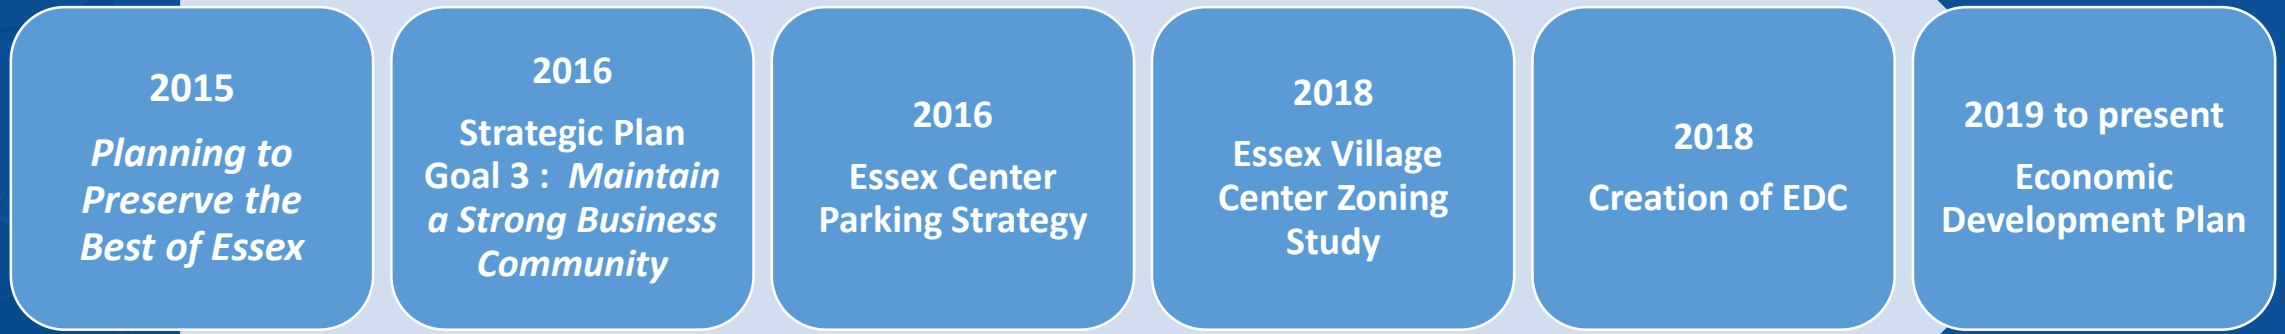 2015
Planning to
Preserve the
Best of Essex
2016
Strategic Plan
Goal 3 : Maintain
a Strong Business
Community
2016
Essex Center
Parking Strategy
2018
Essex Village
Center Zoning
Study
2018
Creation of EDC
2019 to present
Economic
Development Plan